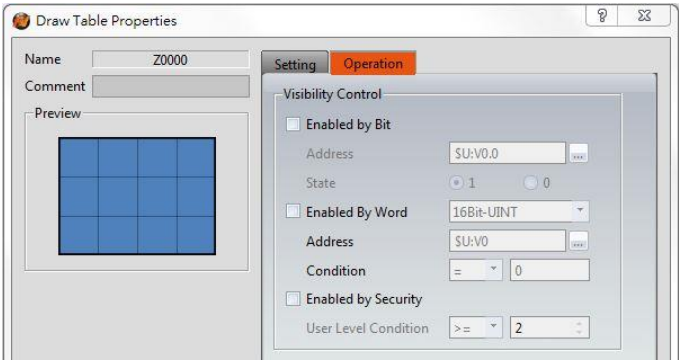 Draw Table Properties
Name Z0000
Comment
Preview
Setting Operation
Visibility Control
Enabled by Bit
Address $U:V0.0 ...
State 1 0
Enabled By Word 16Bit-UINT
Address $U:V0 ...
Condition = 0
Enabled by Security
User Level Condition >= 2